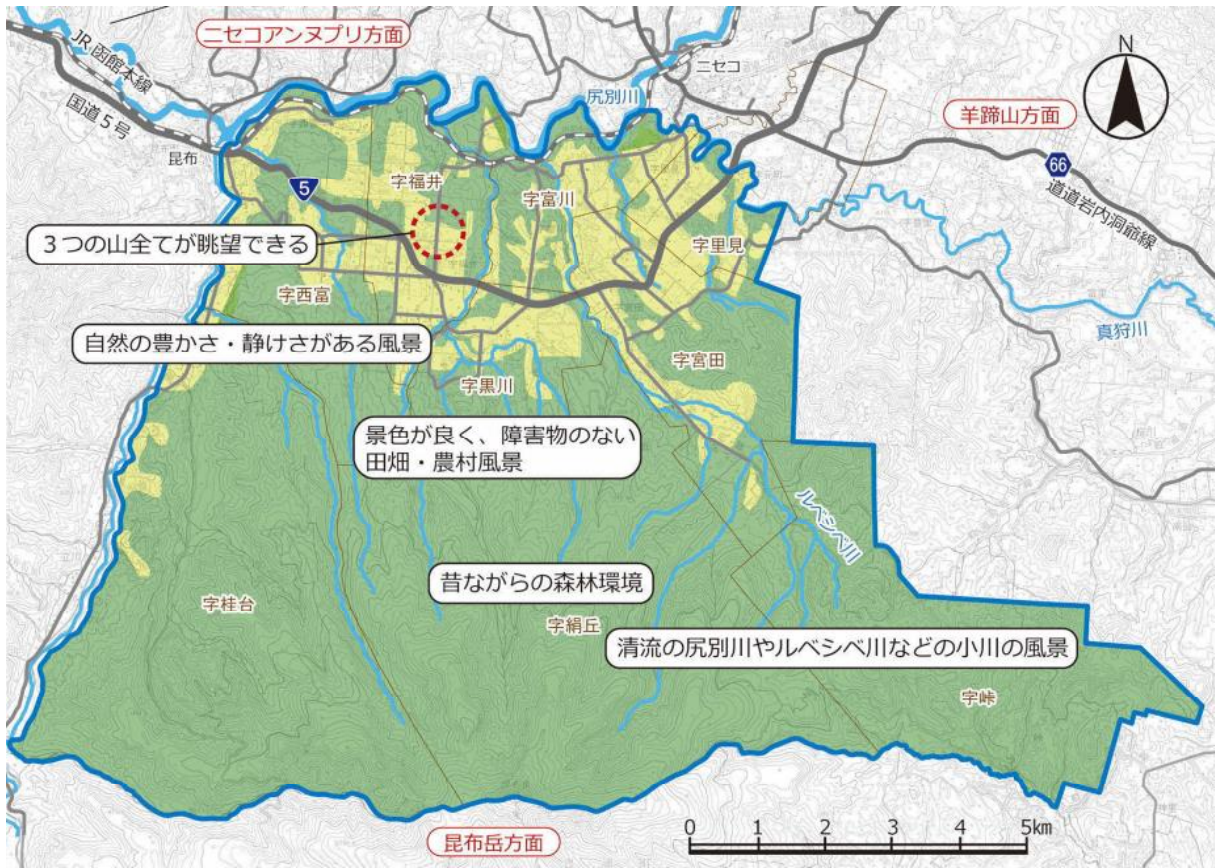 ニセコアンヌプリ方面
JR函館本線
国道5号
昆布
ニセコ
尻別川
N
羊蹄山方面
66
道道岩内洞爺線
5
字福井
字富川
3つの山全てが眺望できる
字里見
字西富
真狩川
自然の豊かさ・静けさがある風景
字宮田
字黒川
景色が良く、障害物のない
田畑・農村風景
ルベシベ川
昔ながらの森林環境
字桂台
字絹丘
清流の尻別川やルベシベ川などの小川の風景
字峠
昆布岳方面
0 1 2 3 4 5km